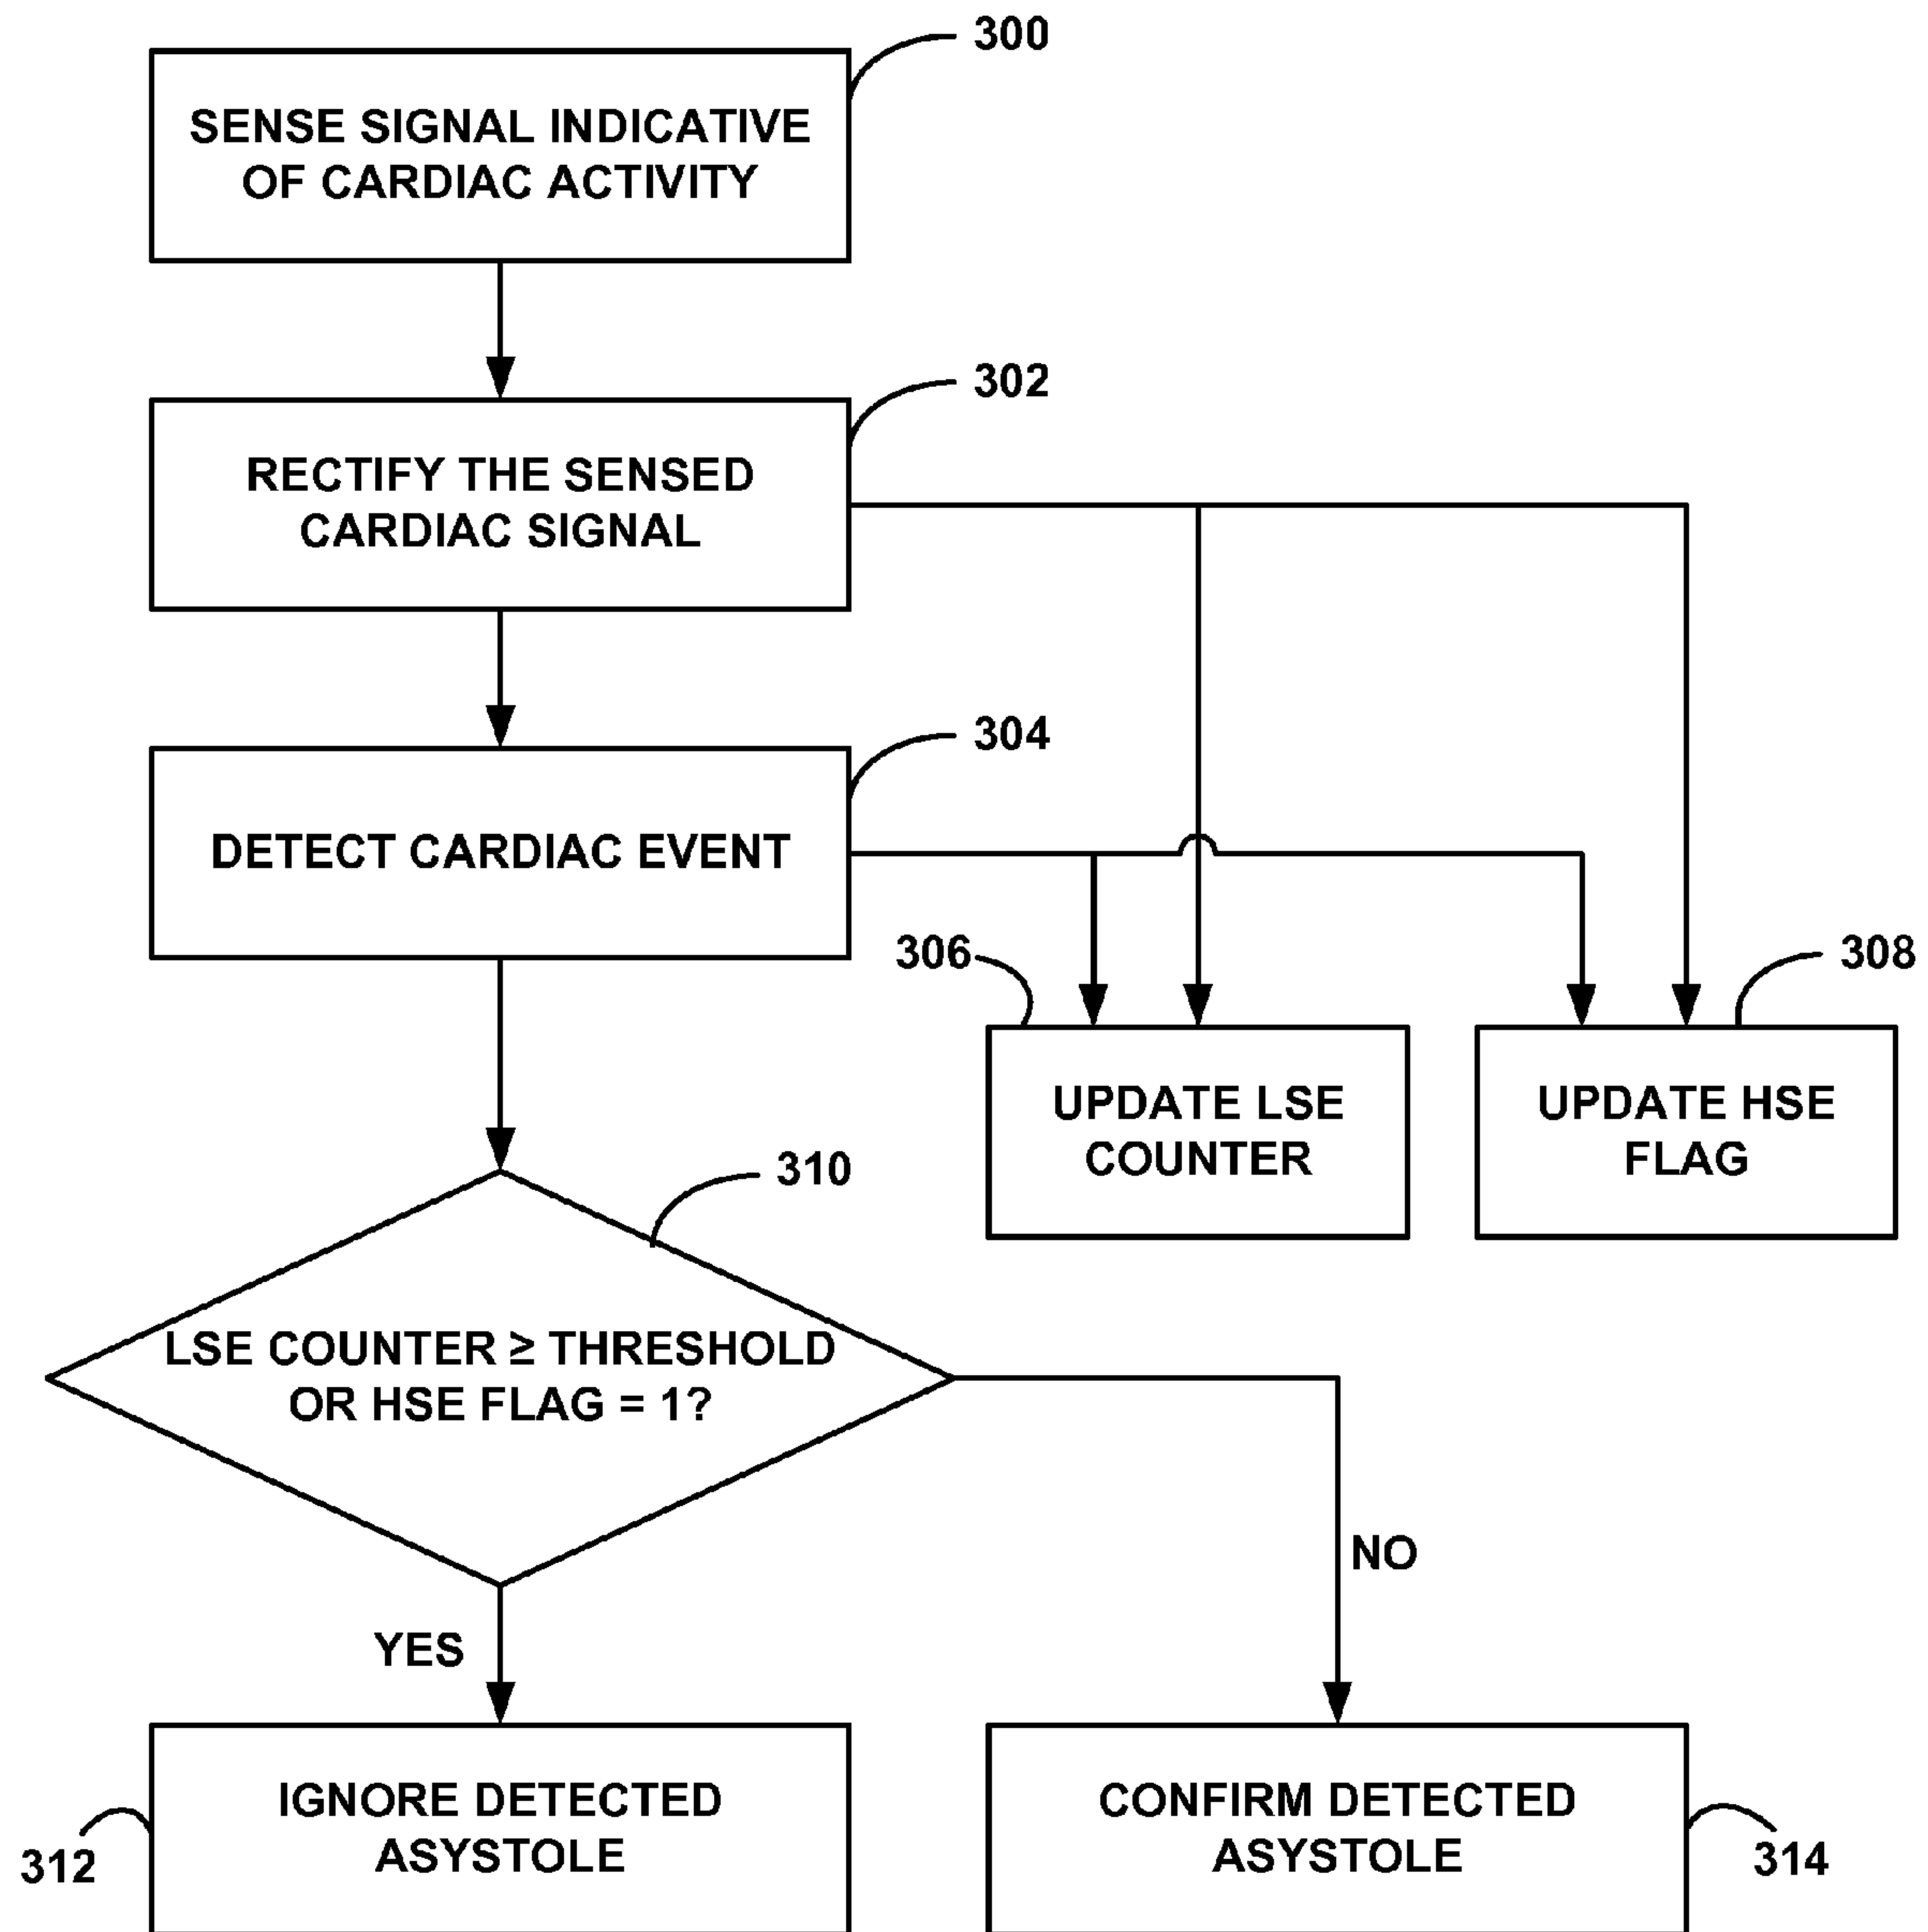 300
SENSE SIGNAL INDICATIVE
OF CARDIAC ACTIVITY
302
RECTIFY THE SENSED
CARDIAC SIGNAL
304
DETECT CARDIAC EVENT
306
308
UPDATE LSE
COUNTER
UPDATE HSE
FLAG
310
LSE COUNTER ≥ THRESHOLD
OR HSE FLAG = 1?
NO
YES
IGNORE DETECTED
ASYSTOLE
312
CONFIRM DETECTED
ASYSTOLE
314